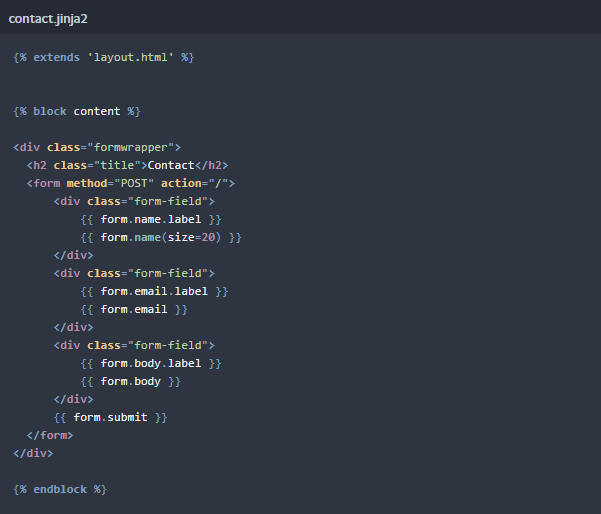 contact.jinja2
{% extends 'layout.html' %}
{% block content %}
<div class="formwrapper">
  <h2 class="title">Contact</h2>
  <form method="POST" action="/">
      <div class="form-field">
          {{ form.name.label }}
          {{ form.name(size=20) }}
      </div>
      <div class="form-field">
          {{ form.email.label }}
          {{ form.email }}
      </div>
      <div class="form-field">
          {{ form.body.label }}
          {{ form.body }}
      </div>
      {{ form.submit }}
  </form>
</div>
{% endblock %}